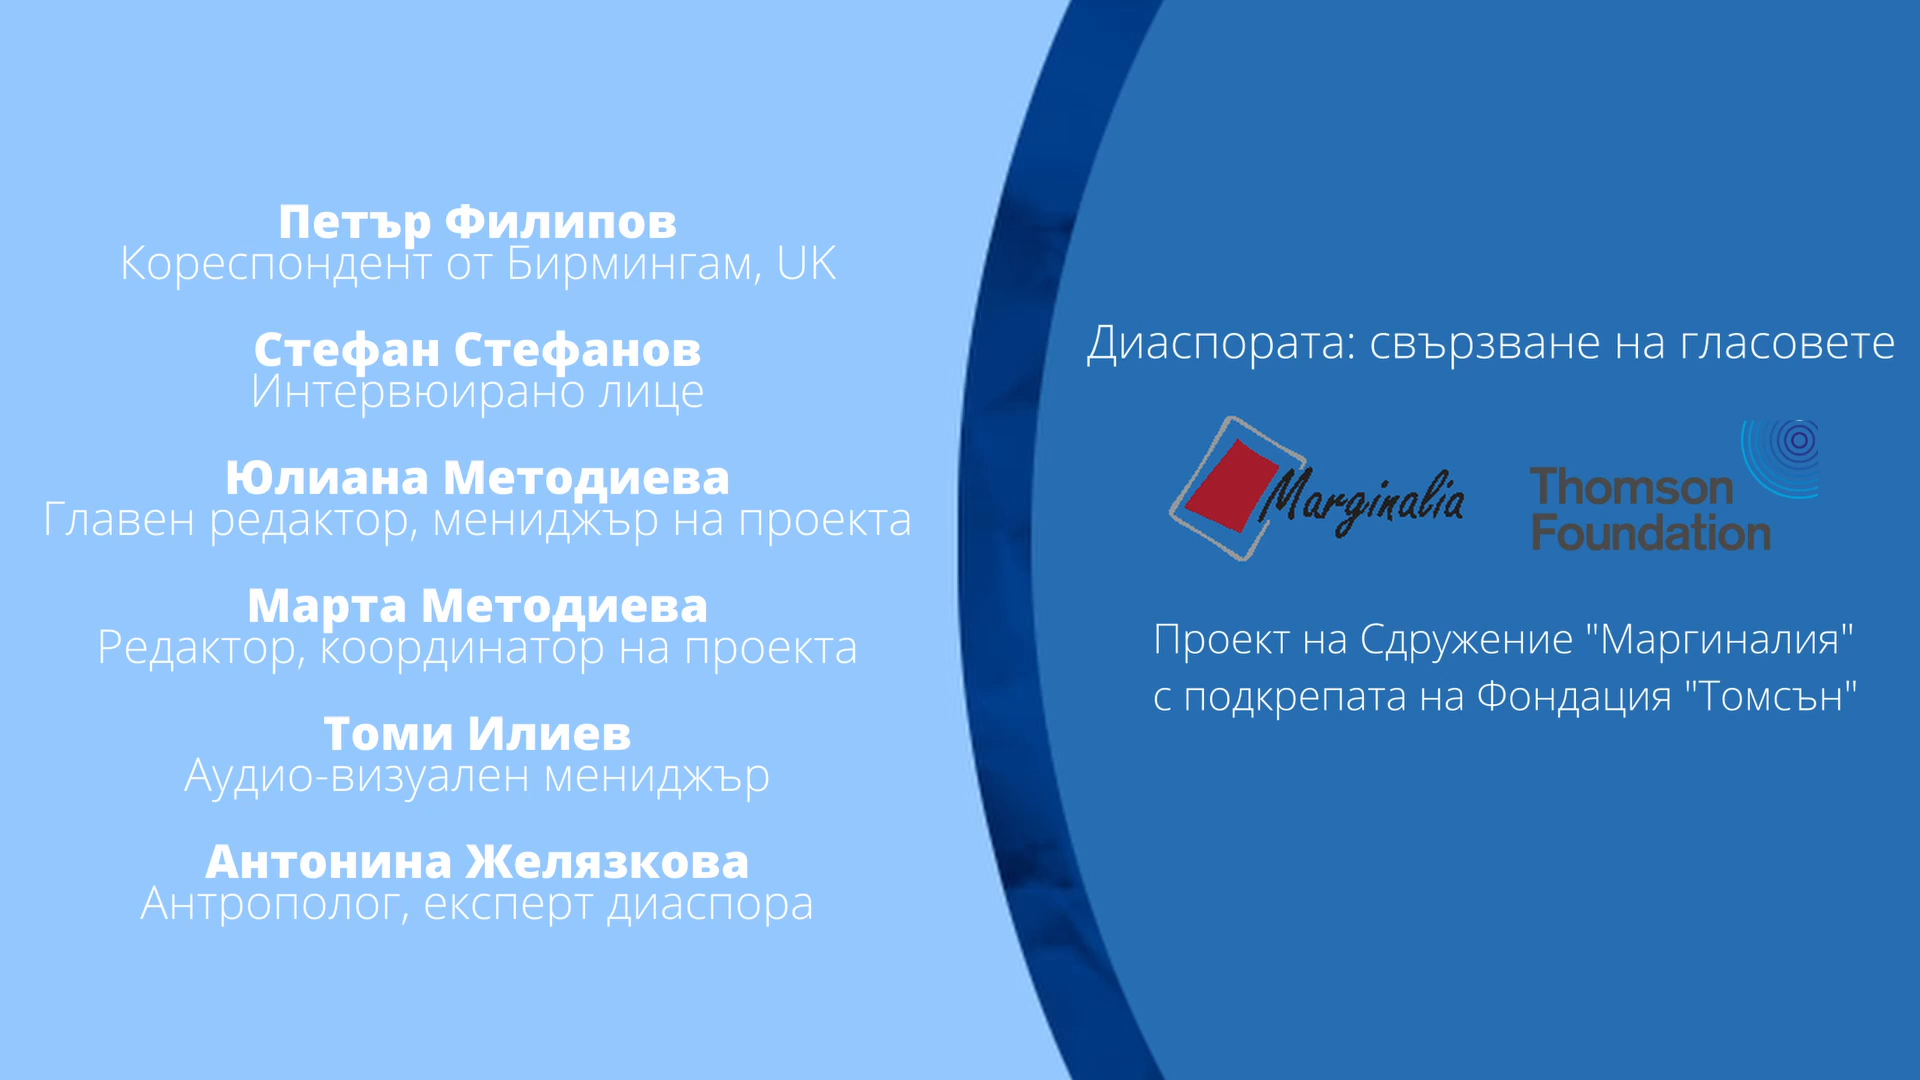 Петър Филипов
Кореспондент от Бирмингам, UK
Стефан Стефанов
Интервюирано лице
Юлиана Методиева
Главен редактор, мениджър на проекта
Марта Методиева
Редактор, координатор на проекта
Томи Илиев
Аудио-визуален мениджър
Антонина Желязкова
Антрополог, експерт диаспора
Диаспората: свързване на гласовете
Marginalia
Thomson
Foundation
Проект на Сдружение "Маргиналия"
с подкрепата на Фондация "Томсън"